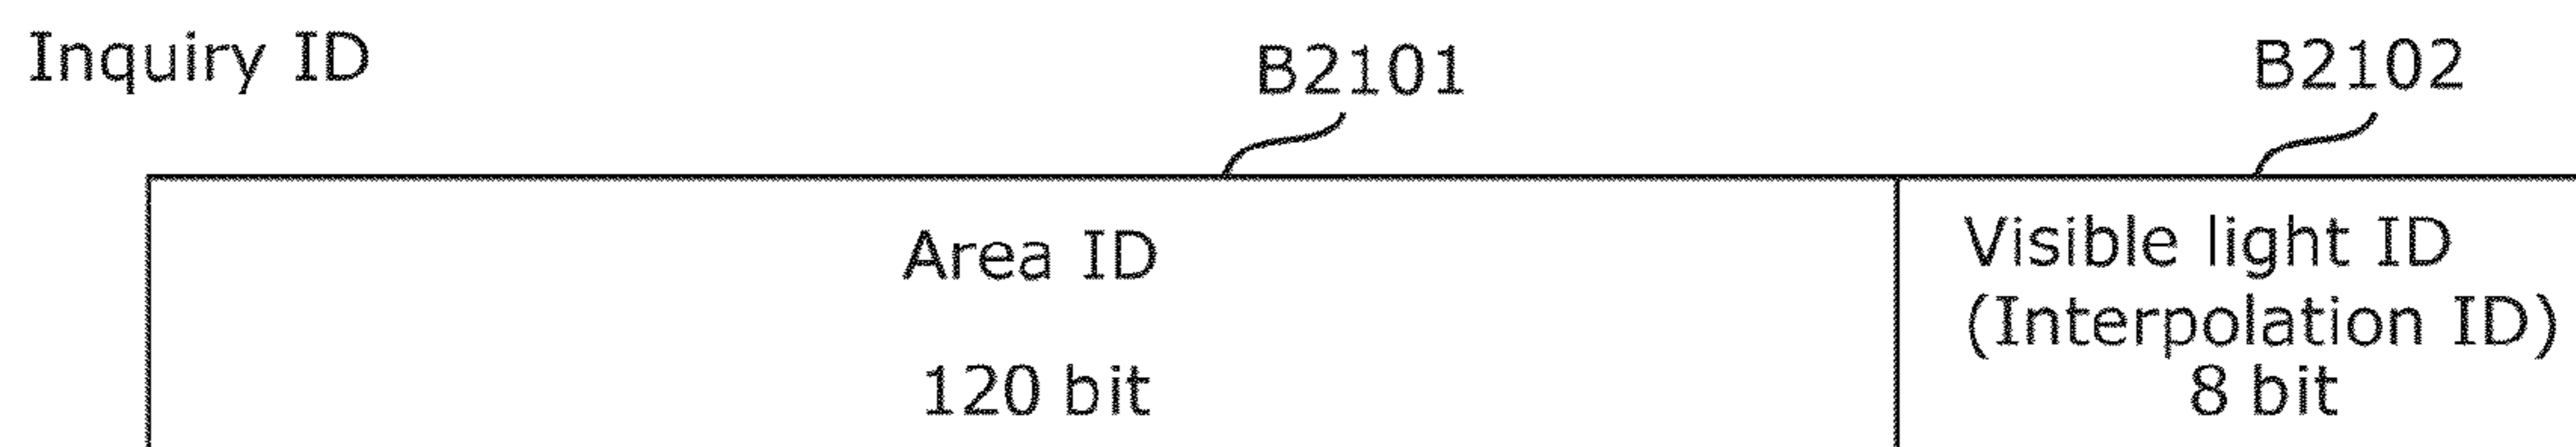 Inquiry ID
B2101
B2102
Area ID
120 bit
Visible light ID
(Interpolation ID)
8 bit